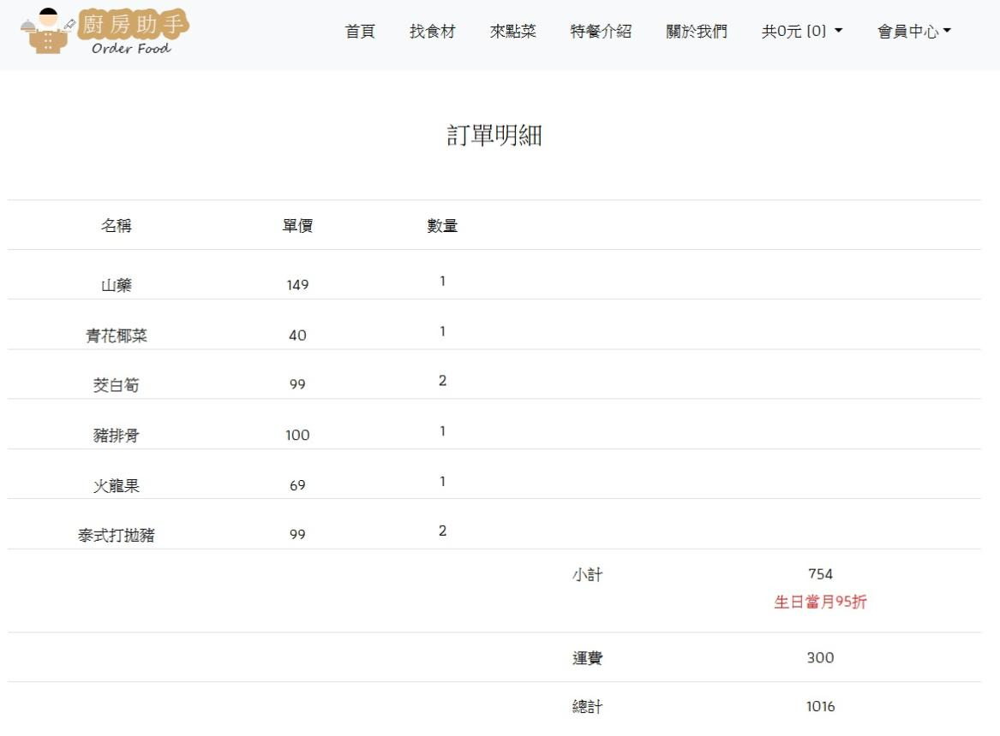 廚房助手
Order Food
首頁 找食材 來點菜 特餐介紹 關於我們 共0元 [0] 會員中心
訂單明細
名稱 單價 數量
山藥 149 1
青花椰菜 40 1
茭白筍 99 2
豬排骨 100 1
火龍果 69 1
泰式打拋豬 99 2
小計 754
生日當月95折
運費 300
總計 1016